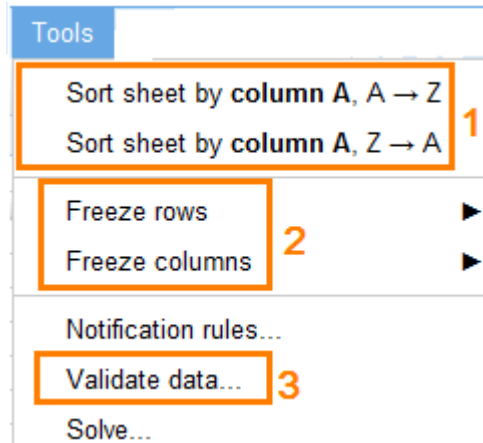 Tools
Sort sheet by column A, A → Z
Sort sheet by column A, Z → A
1
Freeze rows ▶
Freeze columns ▶
2
Notification rules...
Validate data...
3
Solve...